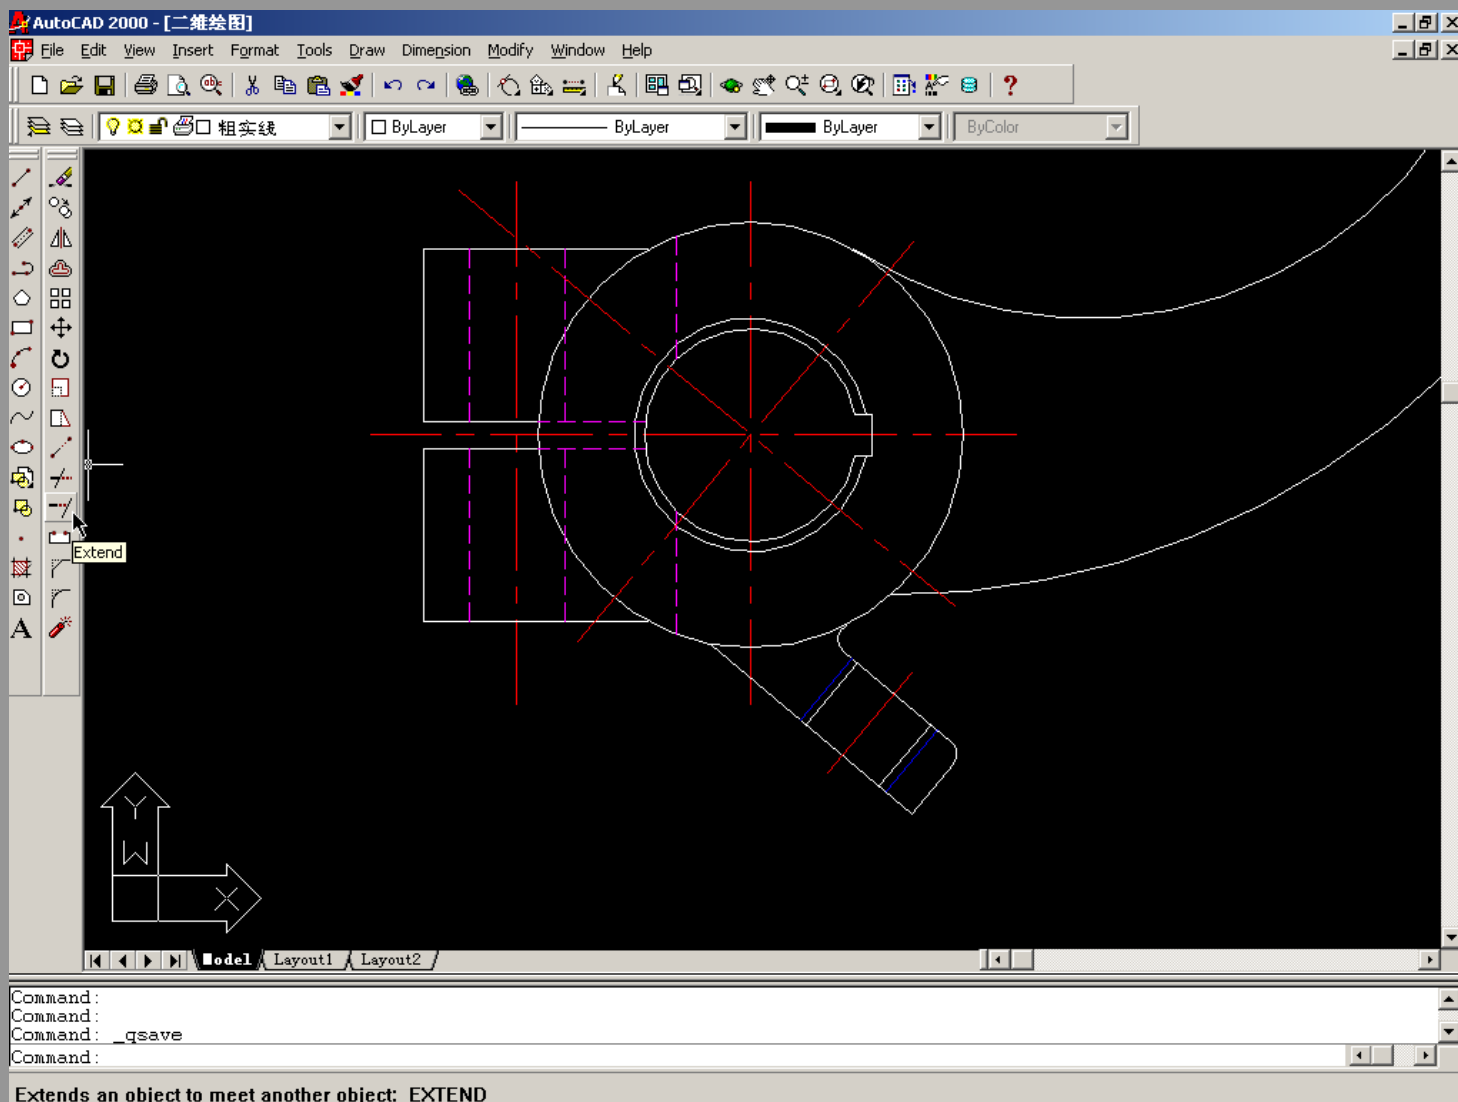 AutoCAD 2000 - [二维绘图]
File Edit View Insert Format Tools Draw Dimension Modify Window Help
粗实线 ByLayer ByLayer ByLayer ByColor
Extend
Y
W
X
Model Layout1 Layout2
Command:
Command:
Command: _qsave
Command:
Extends an object to meet another object: EXTEND